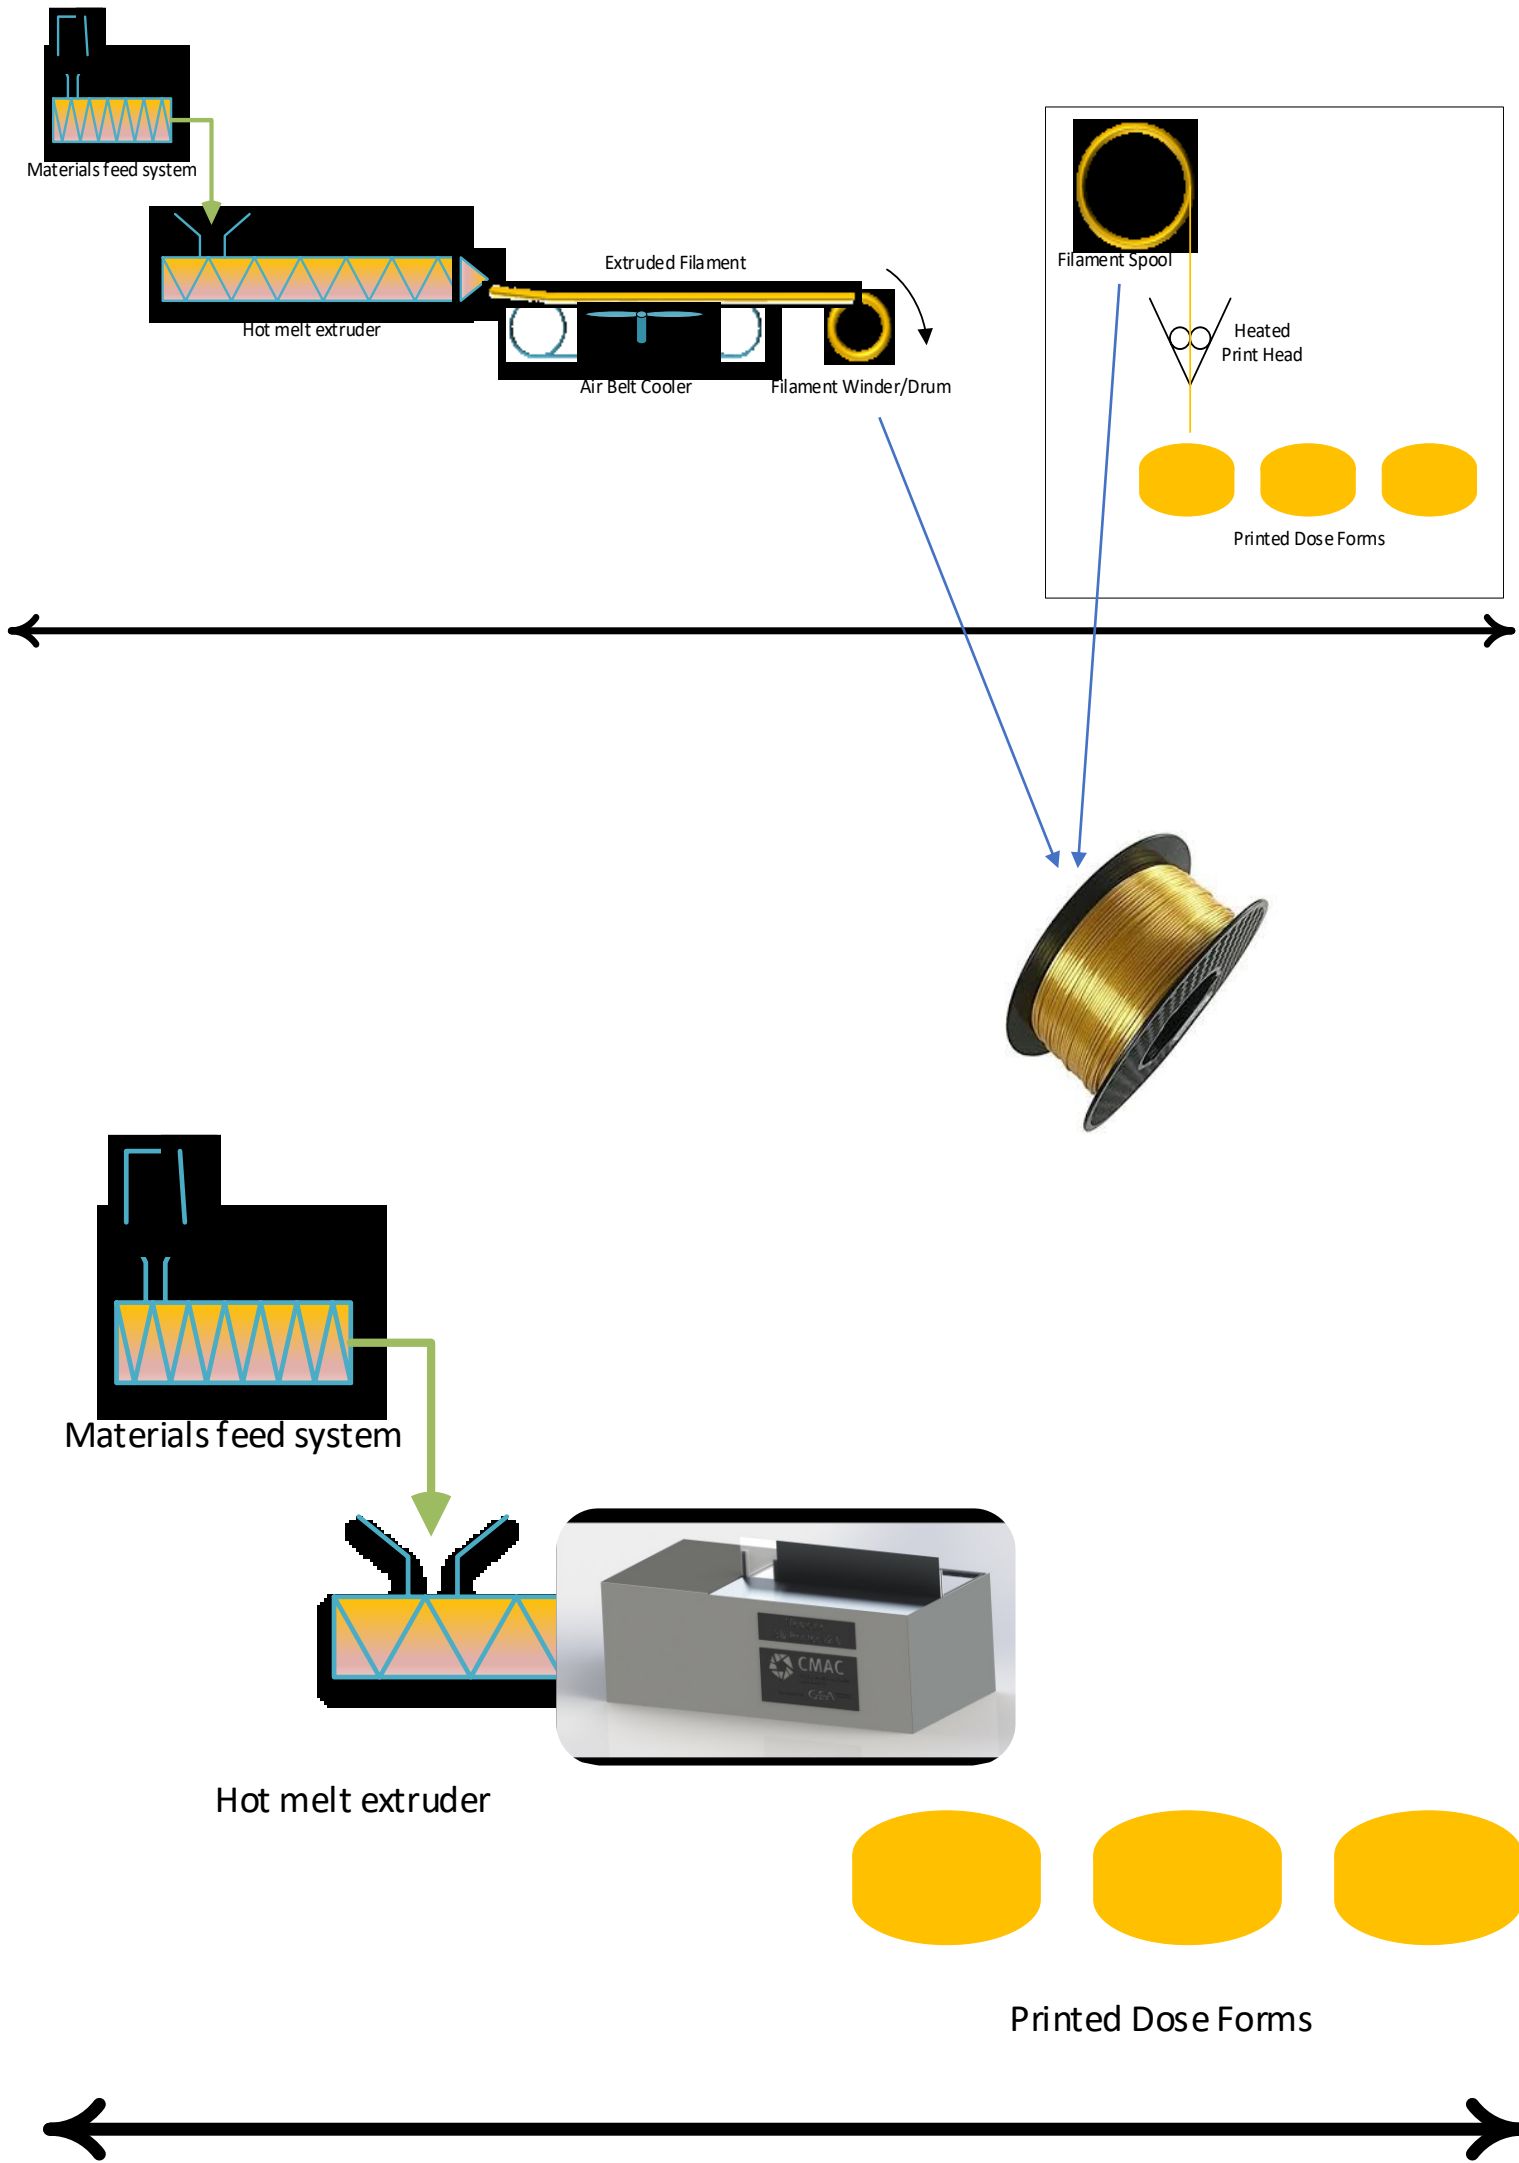 Materials feed system
Hot melt extruder
Extruded Filament
Air Belt Cooler
Filament Winder/Drum
Filament Spool
Heated
Print Head
Printed Dose Forms
Materials feed system
CMAC
Hot melt extruder
Printed Dose Forms